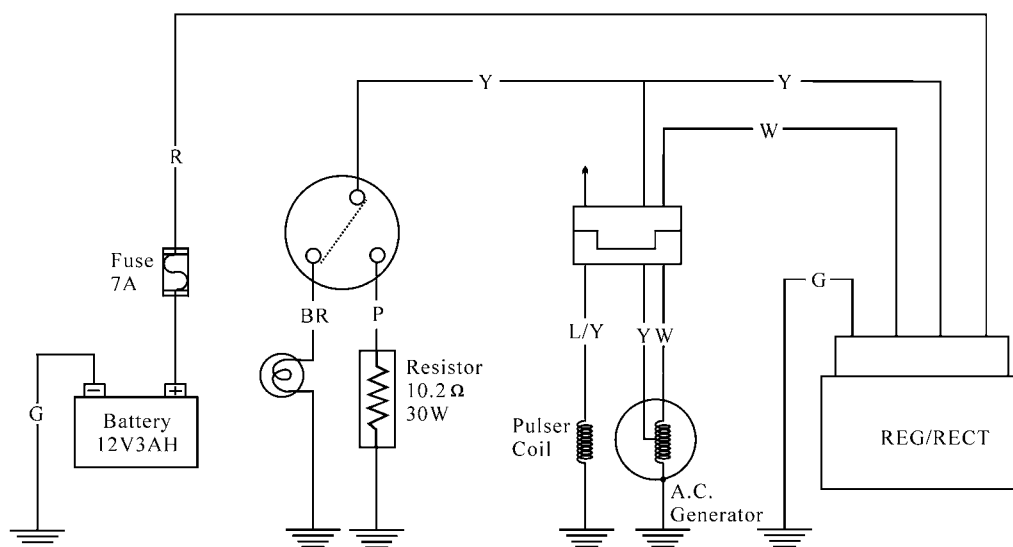 Y
Y
W
R
Fuse
7A
G
BR
P
L/Y
Y W
Resistor
10.2 Ω
30W
G
Battery
12V3AH
Pulser
Coil
REG/RECT
A.C.
Generator